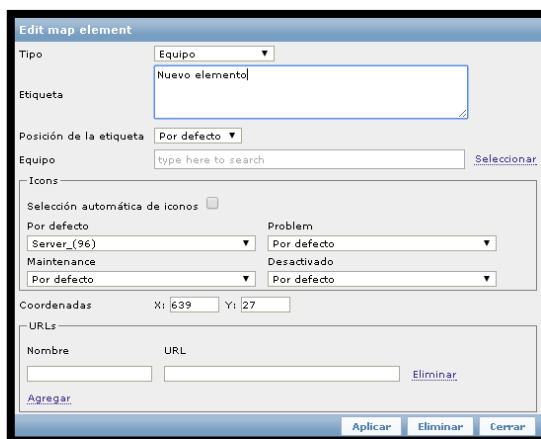 Edit map element
Tipo Equipo
Etiqueta Nuevo elemento
Posición de la etiqueta Por defecto
Equipo type here to search Seleccionar
Icons
Selección automática de iconos
Por defecto Problem
Server_(96) Por defecto
Maintenance Desactivado
Por defecto Por defecto
Coordenadas X: 639 Y: 27
URLs
Nombre URL
Eliminar
Agregar
Aplicar Eliminar Cerrar